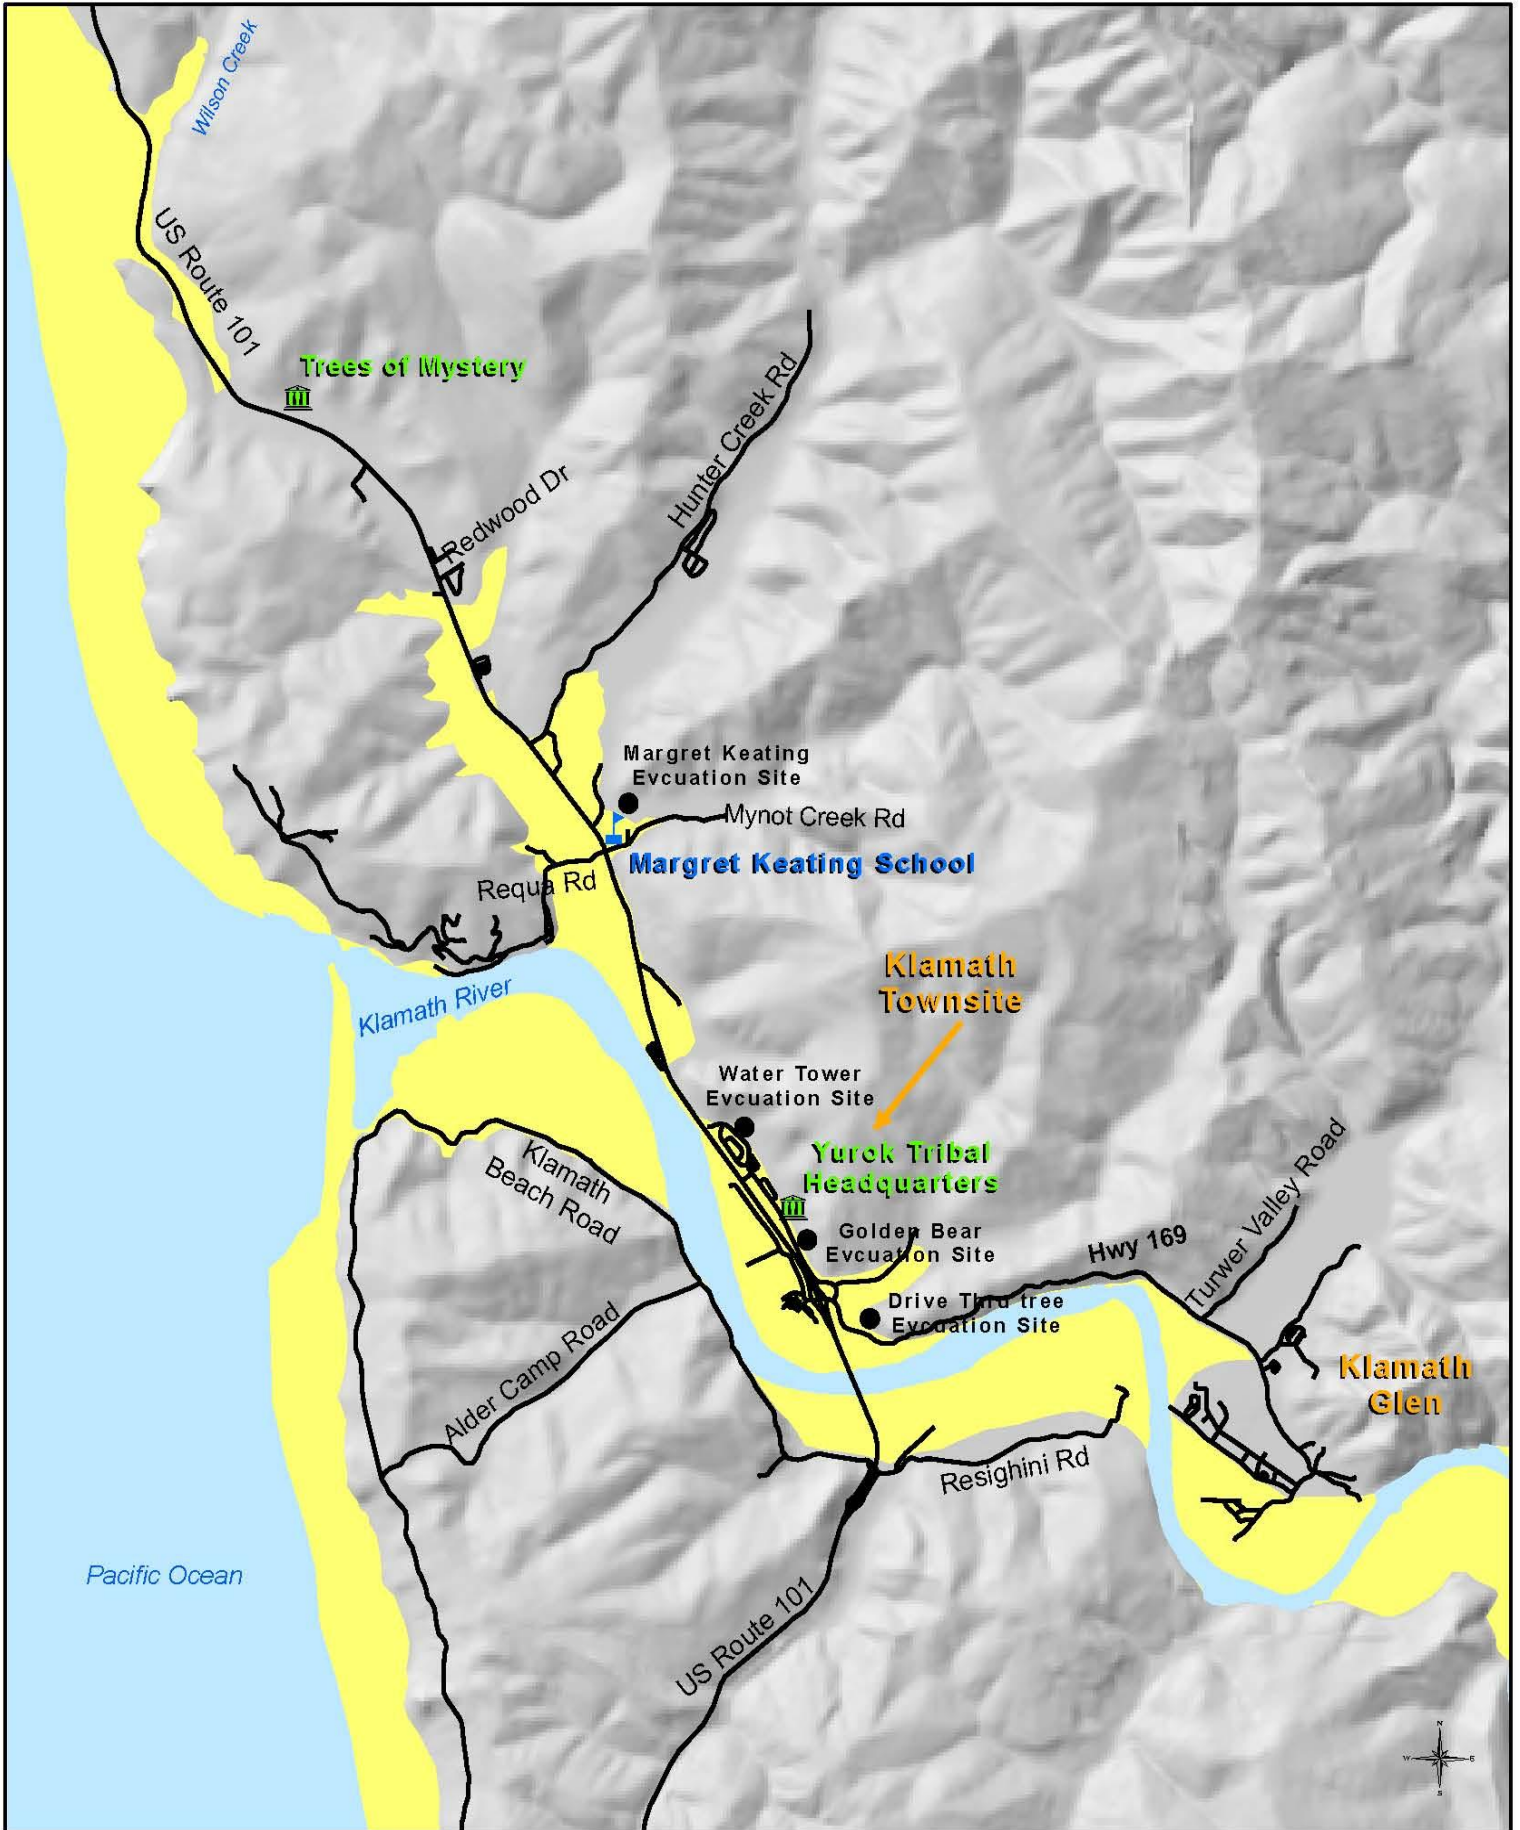 Wilson Creek
US Route 101
Trees of Mystery
Hunter Creek Rd
Redwood Dr
Margret Keating
Evcuation Site
Mynot Creek Rd
Margret Keating School
Requa Rd
Klamath
Townsite
Klamath River
Water Tower
Evcuation Site
Yurok Tribal
Headquarters
Klamath
Beach Road
Turwer Valley Road
Golden Bear
Evcuation Site
Hwy 169
Drive Thru tree
Evcuation Site
Alder Camp Road
Klamath
Glen
Resighini Rd
Pacific Ocean
US Route 101
N
W
E
S